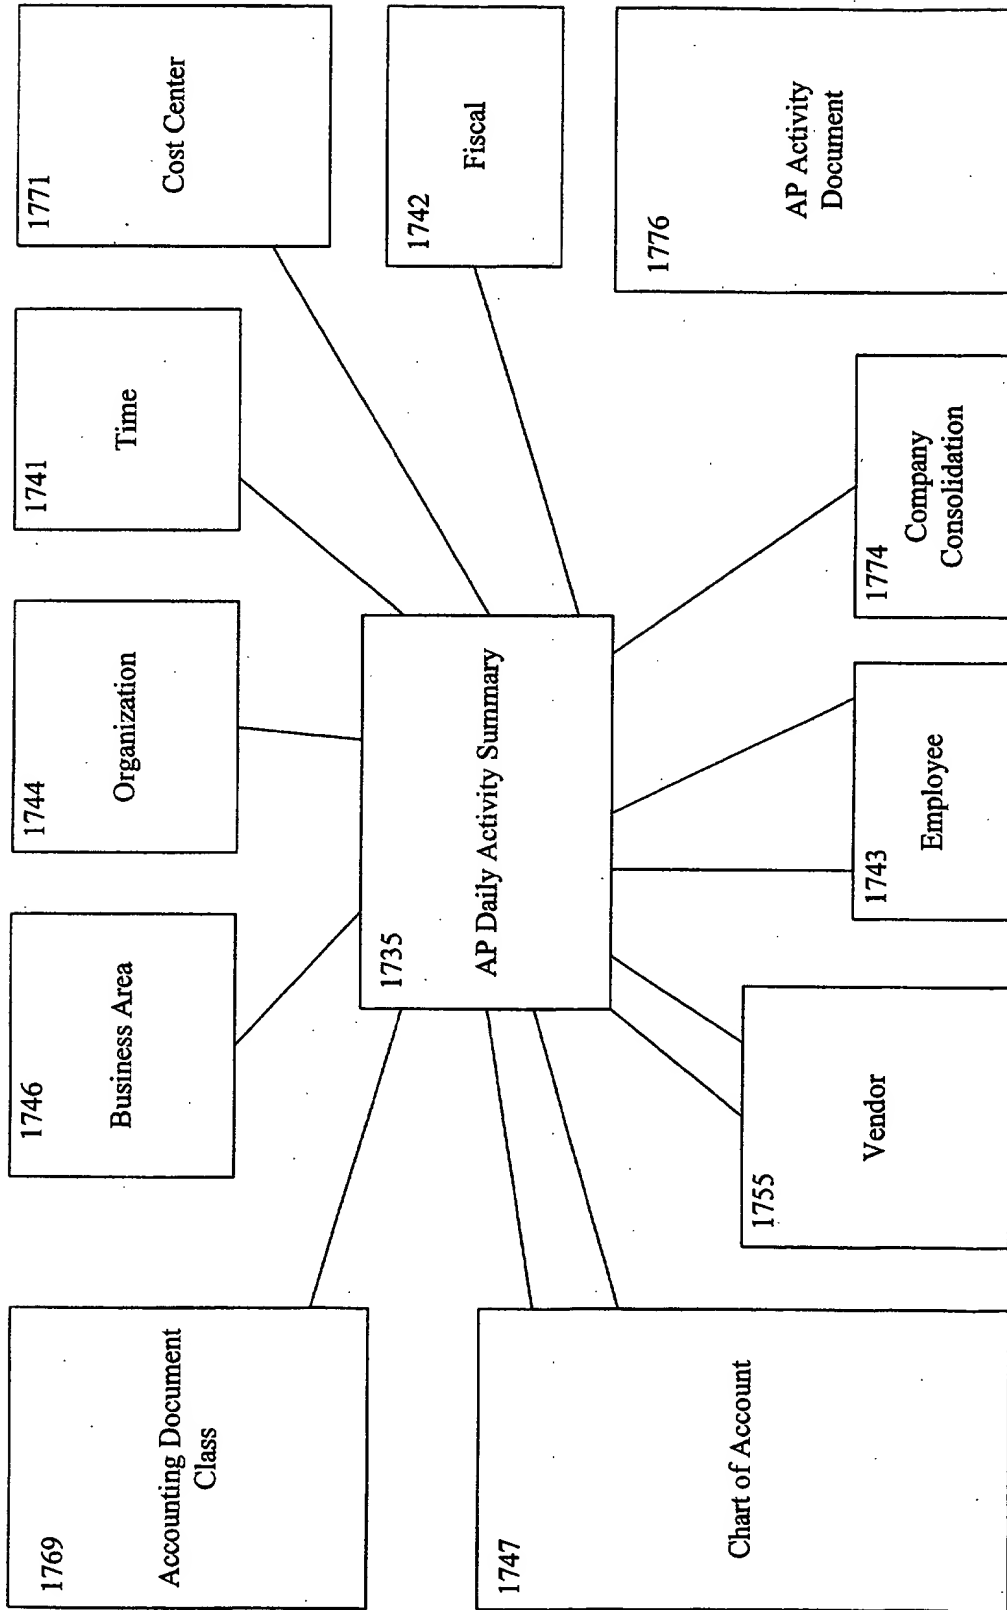 1769
Accounting Document
Class
1746
Business Area
1744
Organization
1741
Time
1771
Cost Center
1735
AP Daily Activity Summary
1742
Fiscal
1747
Chart of Account
1755
Vendor
1743
Employee
1774
Company
Consolidation
1776
AP Activity
Document